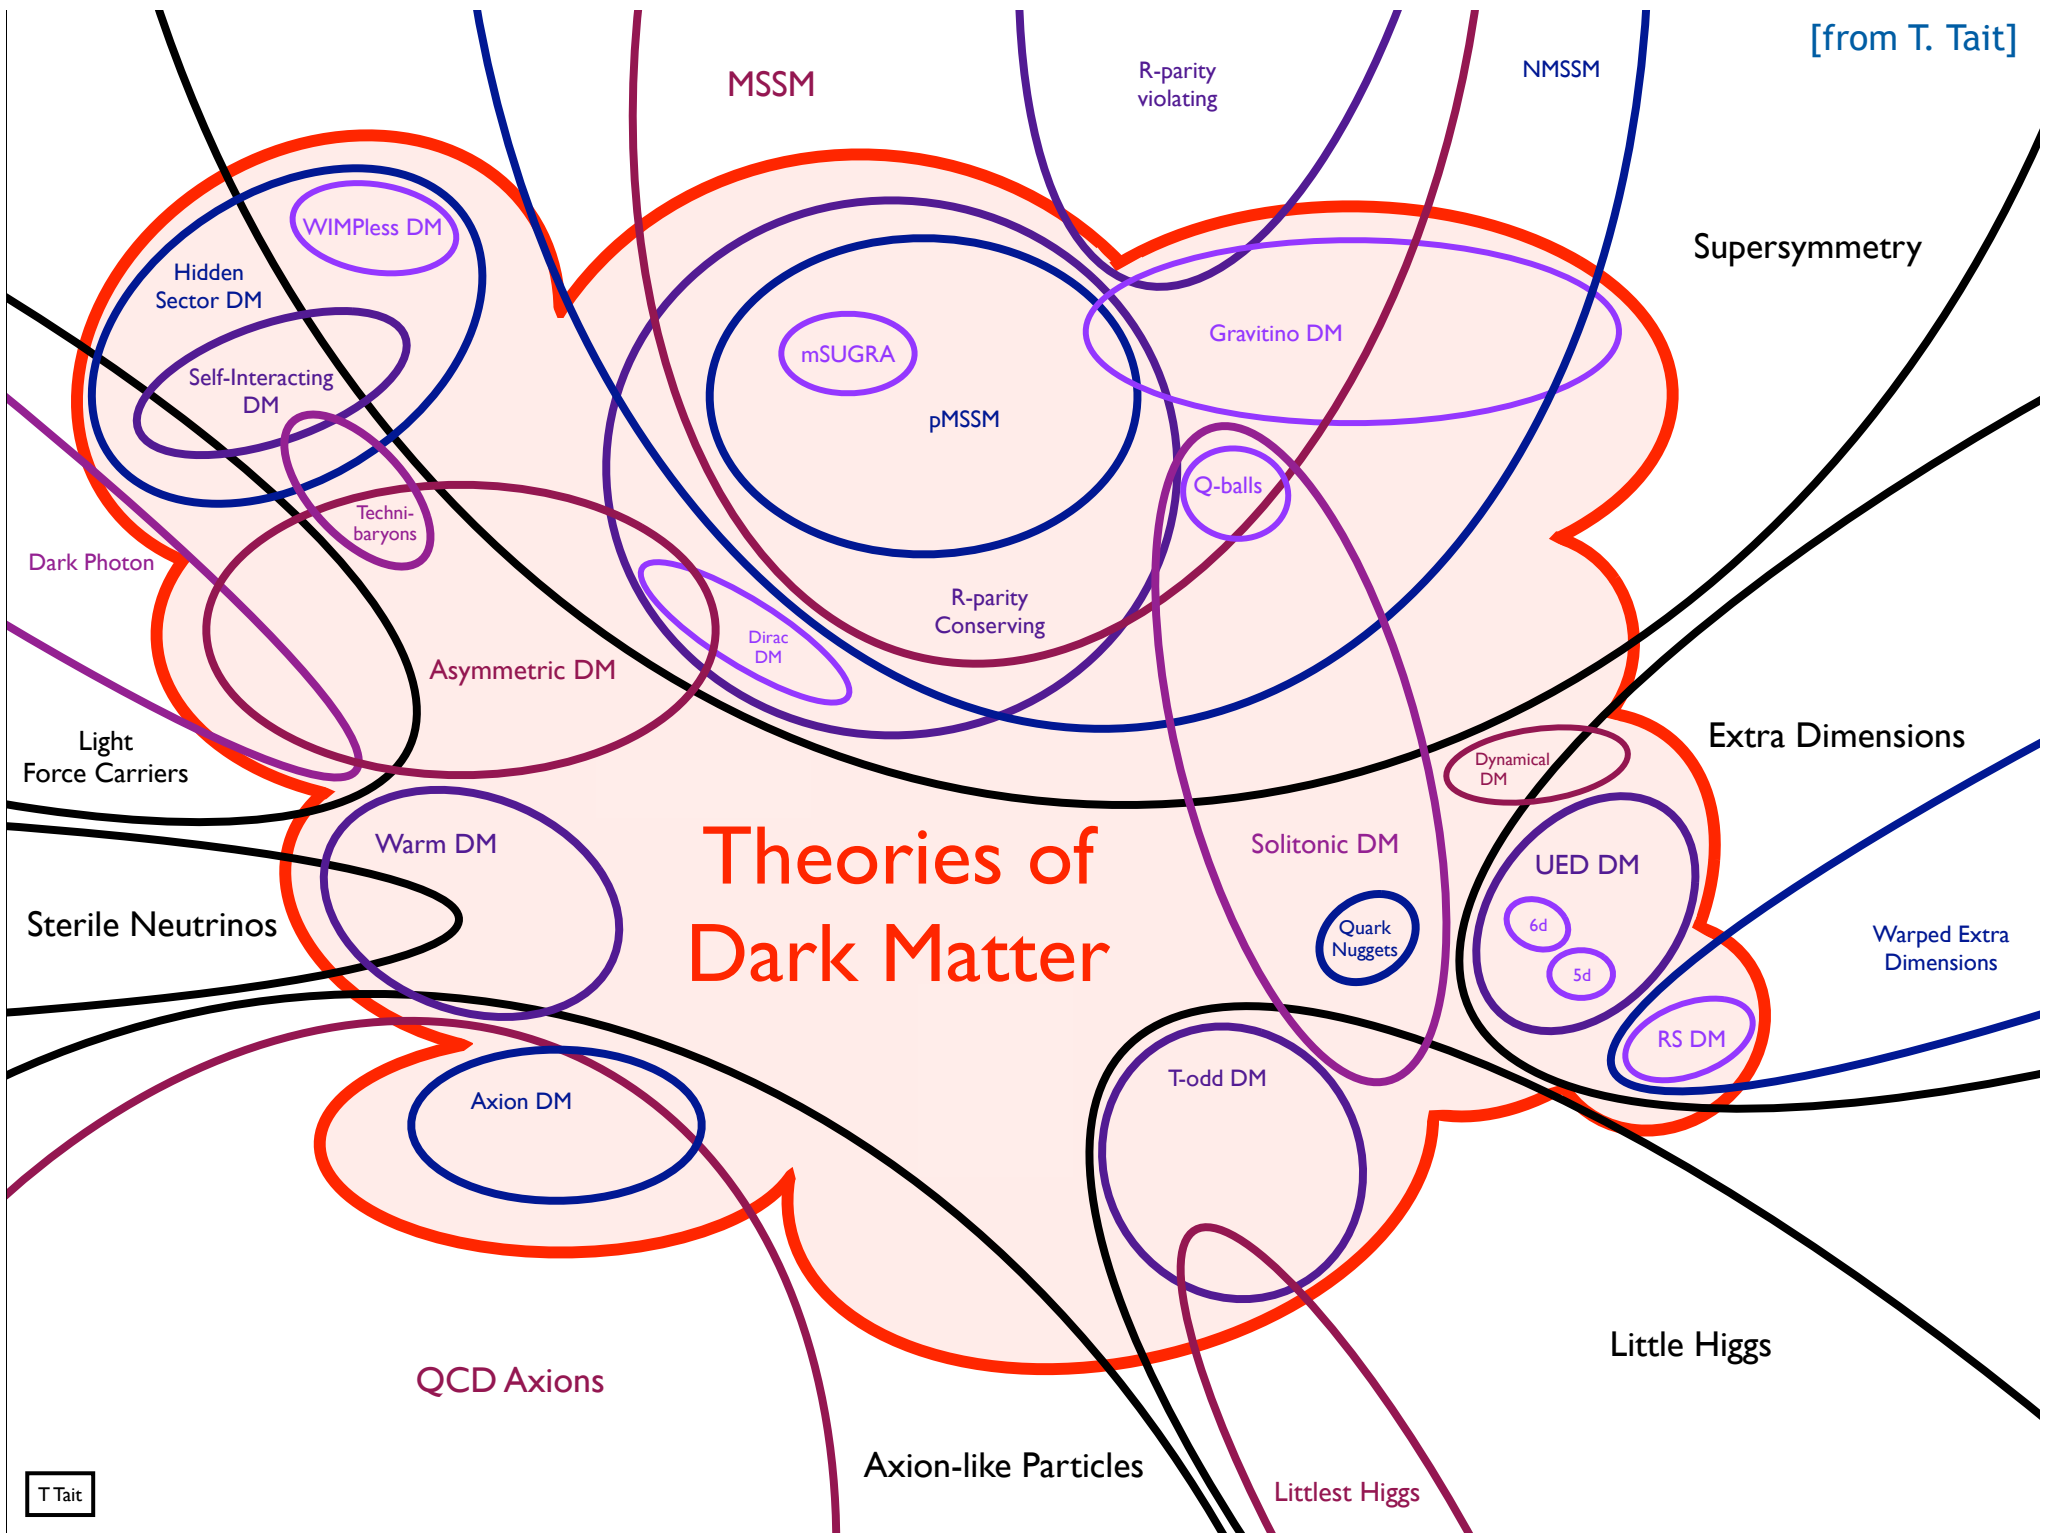 [from T. Tait]
MSSM
R-parity
violating
NMSSM
Supersymmetry
WIMPless DM
Hidden
Sector DM
Self-Interacting
DM
mSUGRA
pMSSM
Gravitino DM
Q-balls
Techni-
baryons
Dark Photon
R-parity
Conserving
Dirac
DM
Asymmetric DM
Light
Force Carriers
Extra Dimensions
Dynamical
DM
Warm DM
Theories of
Dark Matter
Solitonic DM
UED DM
6d
5d
Quark
Nuggets
Sterile Neutrinos
Warped Extra
Dimensions
RS DM
T-odd DM
Axion DM
Little Higgs
QCD Axions
Axion-like Particles
Littlest Higgs
T Tait